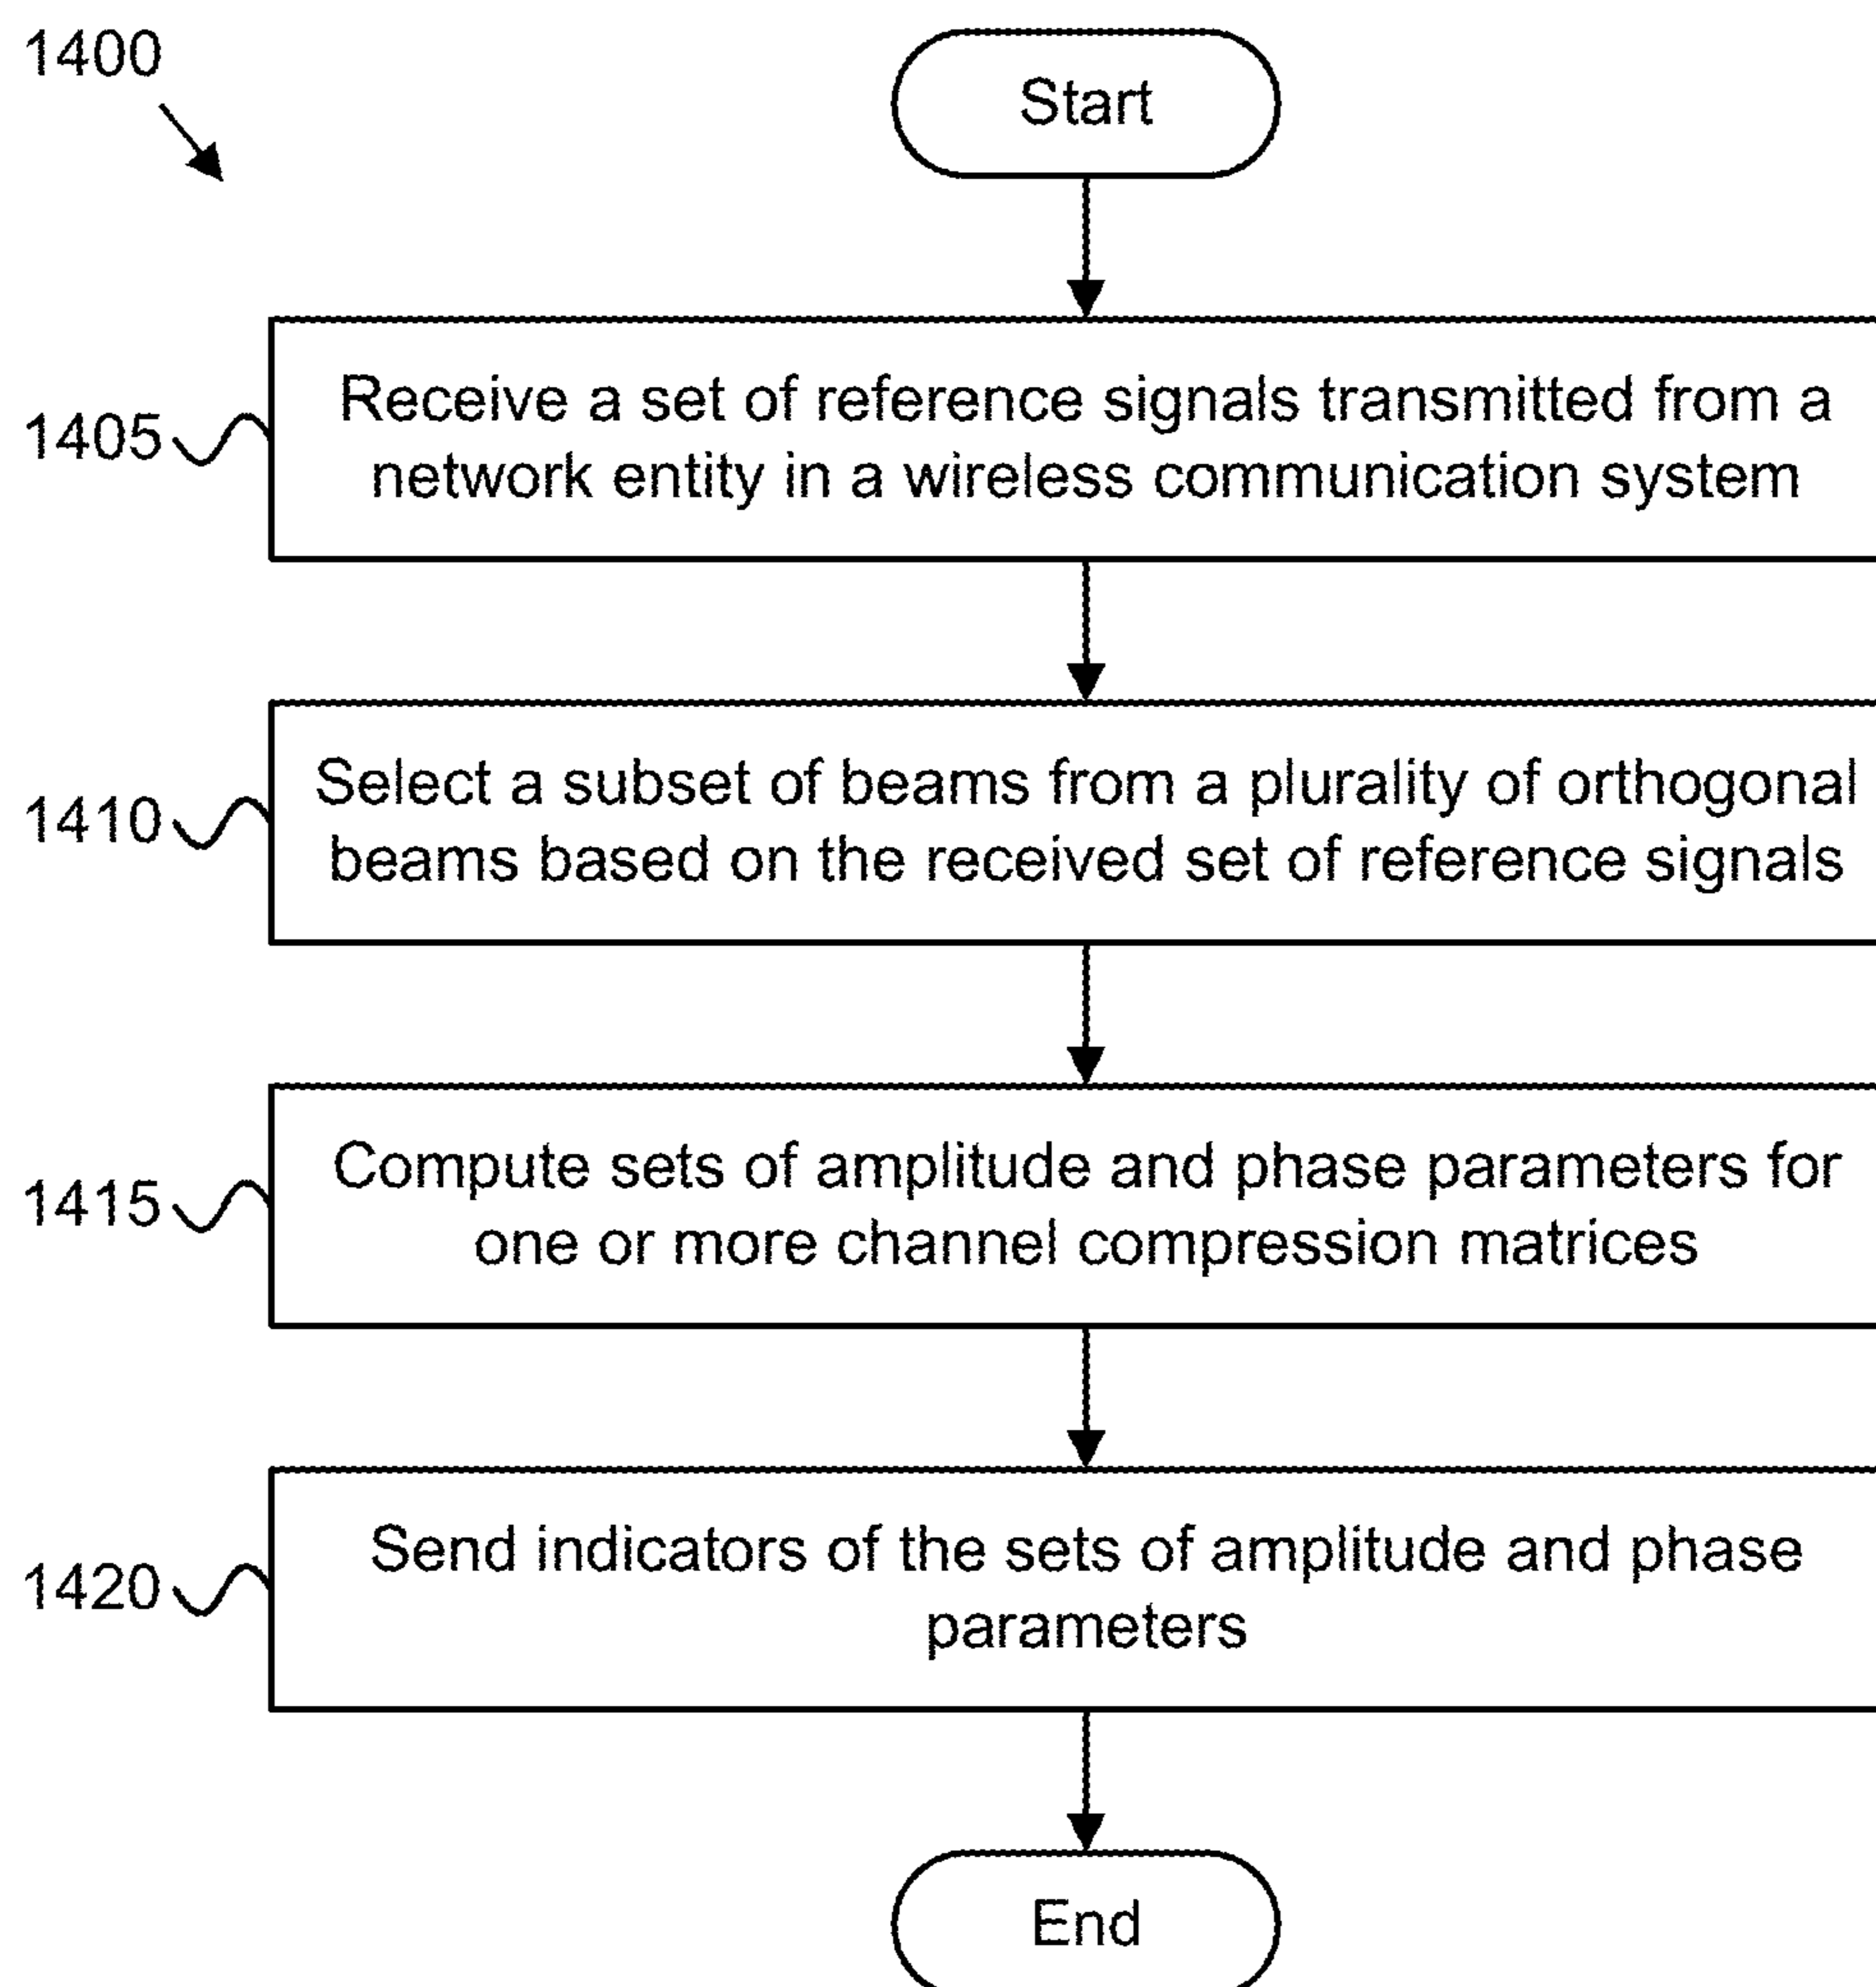 1400
Start
1405
Receive a set of reference signals transmitted from a
network entity in a wireless communication system
1410
Select a subset of beams from a plurality of orthogonal
beams based on the received set of reference signals
1415
Compute sets of amplitude and phase parameters for
one or more channel compression matrices
1420
Send indicators of the sets of amplitude and phase
parameters
End